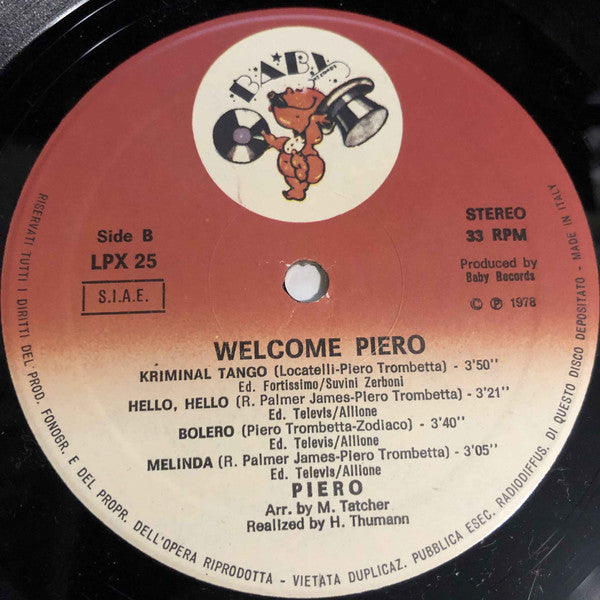 BABY
RECORDS
Side B
LPX 25
S.I.A.E.
STEREO
33 RPM
Produced by
Baby Records
© ℗ 1978
WELCOME PIERO
KRIMINAL TANGO (Locatelli-Piero Trombetta) - 3'50''
Ed. Fortissimo/Suvini Zerboni
HELLO, HELLO (R. Palmer James-Piero Trombetta) - 3'21''
Ed. Televis/Allione
BOLERO (Piero Trombetta-Zodiaco) - 3'40''
Ed. Televis/Allione
MELINDA (R. Palmer James-Piero Trombetta) - 3'05''
Ed. Televis/Allione
PIERO
Arr. by M. Tatcher
Realized by H. Thumann
RISERVATI TUTTI I DIRITTI DEL PROD. FONOGR. E DEL PROPR. DELL'OPERA RIPRODOTTA - VIETATA DUPLICAZ. PUBBLICA ESEC. RADIODIFFUS. DI QUESTO DISCO DEPOSITATO - MADE IN ITALY